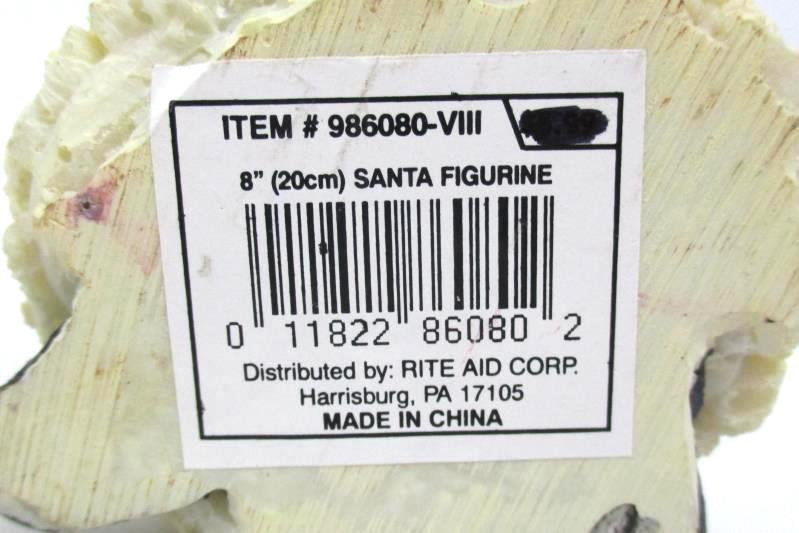 ITEM # 986080-VIII
8" (20cm) SANTA FIGURINE
0 11822 86080 2
Distributed by: RITE AID CORP.
Harrisburg, PA 17105
MADE IN CHINA